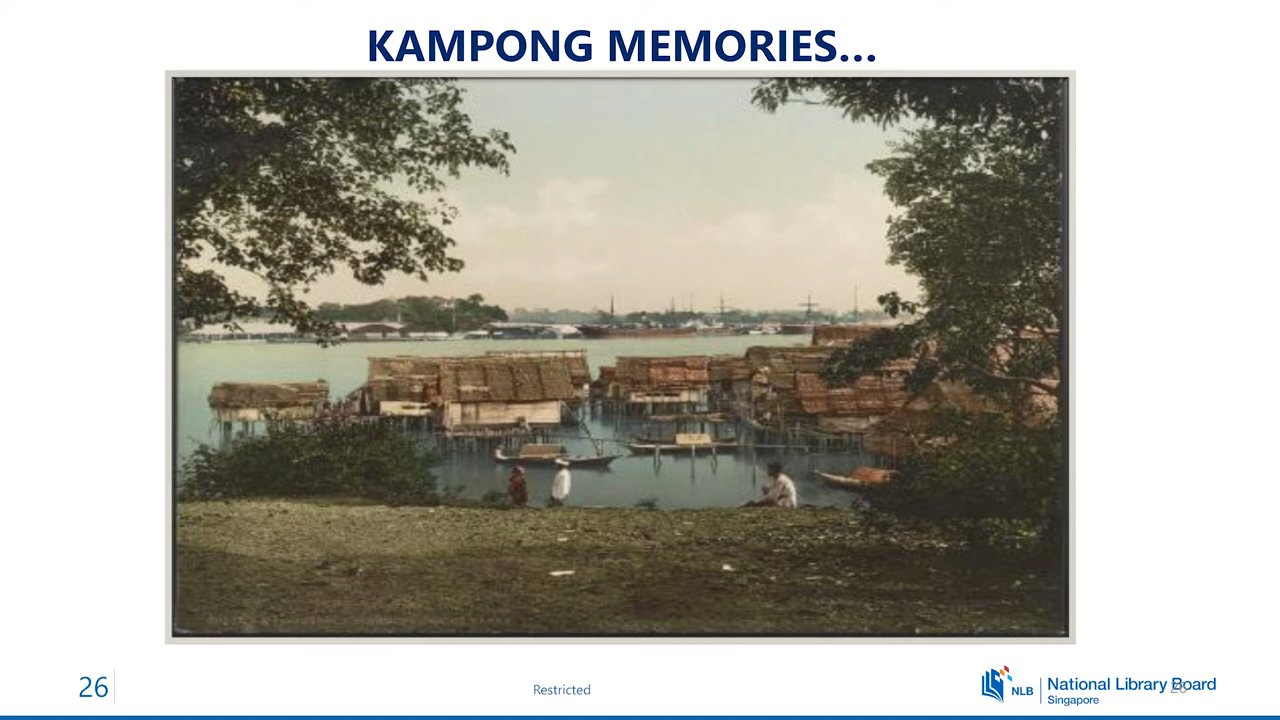 KAMPONG MEMORIES...
26
Restricted
NLB
National Library Board
Singapore